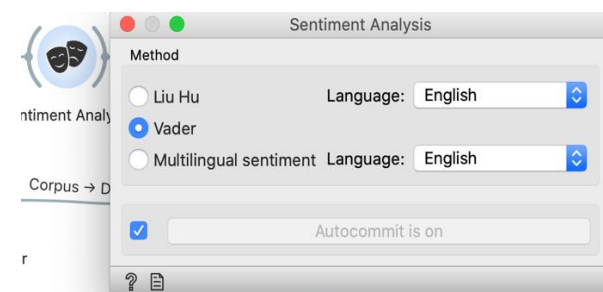 Sentiment Analysis
Method
Liu Hu
Language: English
Vader
Multilingual sentiment Language: English
Autocommit is on
ntiment Analy
Corpus → D
r
?